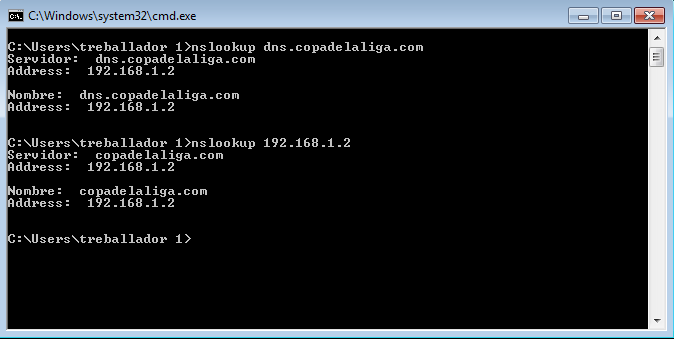 C:\Windows\system32\cmd.exe
C:\Users\treballador 1>nslookup dns.copadelaliga.com
Servidor:  dns.copadelaliga.com
Address:  192.168.1.2
Nombre:  dns.copadelaliga.com
Address:  192.168.1.2
C:\Users\treballador 1>nslookup 192.168.1.2
Servidor:  copadelaliga.com
Address:  192.168.1.2
Nombre:  copadelaliga.com
Address:  192.168.1.2
C:\Users\treballador 1>